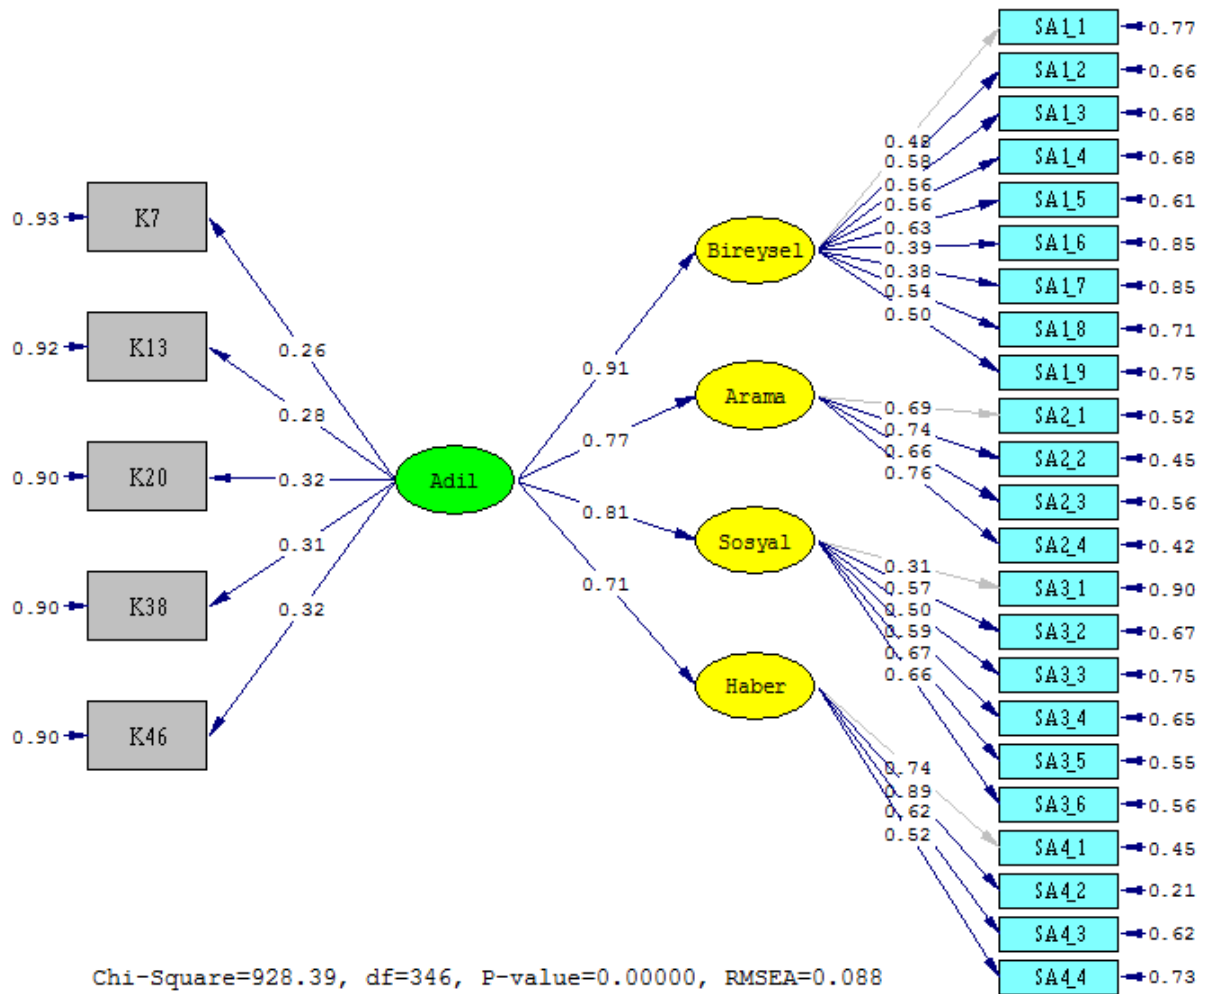 0.93
K7
0.92
K13
0.90
K20
0.90
K38
0.90
K46
0.26
0.28
0.32
0.31
0.32
Adil
0.91
0.77
0.81
0.71
Bireysel
Arama
Sosyal
Haber
0.48
0.58
0.56
0.56
0.63
0.39
0.38
0.54
0.50
0.69
0.74
0.66
0.76
0.31
0.57
0.50
0.59
0.67
0.66
0.74
0.89
0.62
0.52
SA1_1 0.77
SA1_2 0.66
SA1_3 0.68
SA1_4 0.68
SA1_5 0.61
SA1_6 0.85
SA1_7 0.85
SA1_8 0.71
SA1_9 0.75
SA2_1 0.52
SA2_2 0.45
SA2_3 0.56
SA2_4 0.42
SA3_1 0.90
SA3_2 0.67
SA3_3 0.75
SA3_4 0.65
SA3_5 0.55
SA3_6 0.56
SA4_1 0.45
SA4_2 0.21
SA4_3 0.62
SA4_4 0.73
Chi-Square=928.39, df=346, P-value=0.00000, RMSEA=0.088